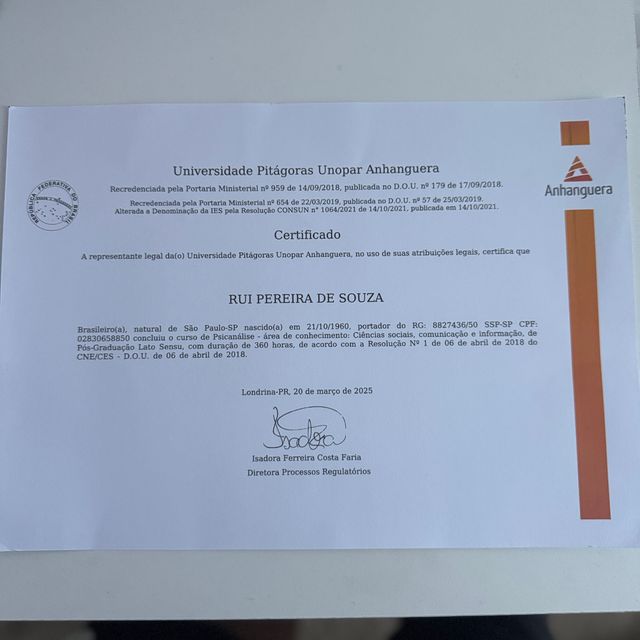 Universidade Pitágoras Unopar Anhanguera
Recredenciada pela Portaria Ministerial nº 959 de 14/09/2018, publicada no D.O.U. nº 179 de 17/09/2018.
Recredenciada pela Portaria Ministerial nº 654 de 22/03/2019, publicada no D.O.U. nº 57 de 25/03/2019.
Alterada a Denominação da IES pela Resolução CONSUN n° 1064/2021 de 14/10/2021, publicada em 14/10/2021.
REPÚBLICA FEDERATIVA DO BRASIL
Anhanguera
Certificado
A representante legal da(o) Universidade Pitágoras Unopar Anhanguera, no uso de suas atribuições legais, certifica que
RUI PEREIRA DE SOUZA
Brasileiro(a), natural de São Paulo-SP nascido(a) em 21/10/1960, portador do RG: 8827436/50 SSP-SP CPF:
02830658850 concluiu o curso de Psicanálise - área de conhecimento: Ciências sociais, comunicação e informação, de
Pós-Graduação Lato Sensu, com duração de 360 horas, de acordo com a Resolução Nº 1 de 06 de abril de 2018 do
CNE/CES - D.O.U. de 06 de abril de 2018.
Londrina-PR, 20 de março de 2025
Isadora
Isadora Ferreira Costa Faria
Diretora Processos Regulatórios